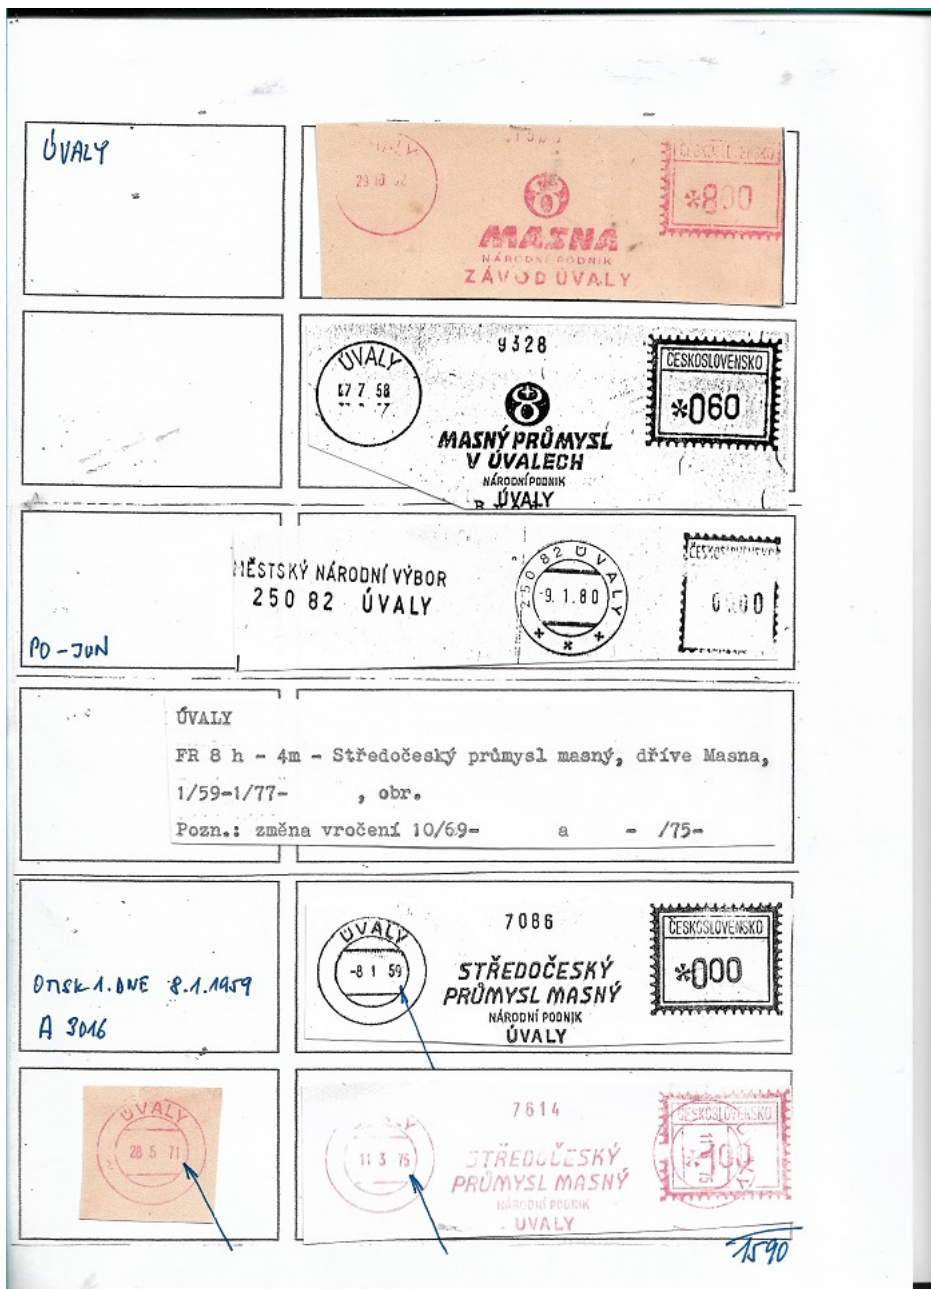 ÚVALY
29 10
ČESKOSLOVENSKO
*800
MASNA
NÁRODNÍ PODNIK
ZÁVOD ÚVALY
9328
ÚVALY
7 58
ČESKOSLOVENSKO
*060
MASNÝ PRŮMYSL
V ÚVALECH
NÁRODNÍ PODNIK
ÚVALY
MĚSTSKÝ NÁRODNÍ VÝBOR
250 82 ÚVALY
250 82 ÚVALY
-9. 1. 80
ČESKOSLOVENSKO
PO - JUN
ÚVALY
FR 8 h - 4m - Středočeský průmysl masný, dříve Masna,
1/59-1/77- , obr.
Pozn.: změna vročení 10/69- a - /75-
7086
ÚVALY
-8 1 59
ČESKOSLOVENSKO
*000
STŘEDOČESKÝ
PRŮMYSL MASNÝ
NÁRODNÍ PODNIK
ÚVALY
OTISK 1. DNE 8.1.1959
A 3016
ÚVALY
28 5 71
7614
11 3 75
ČESKOSLOVENSKO
STŘEDOČESKÝ
PRŮMYSL MASNÝ
NÁRODNÍ PODNIK
ÚVALY
1590